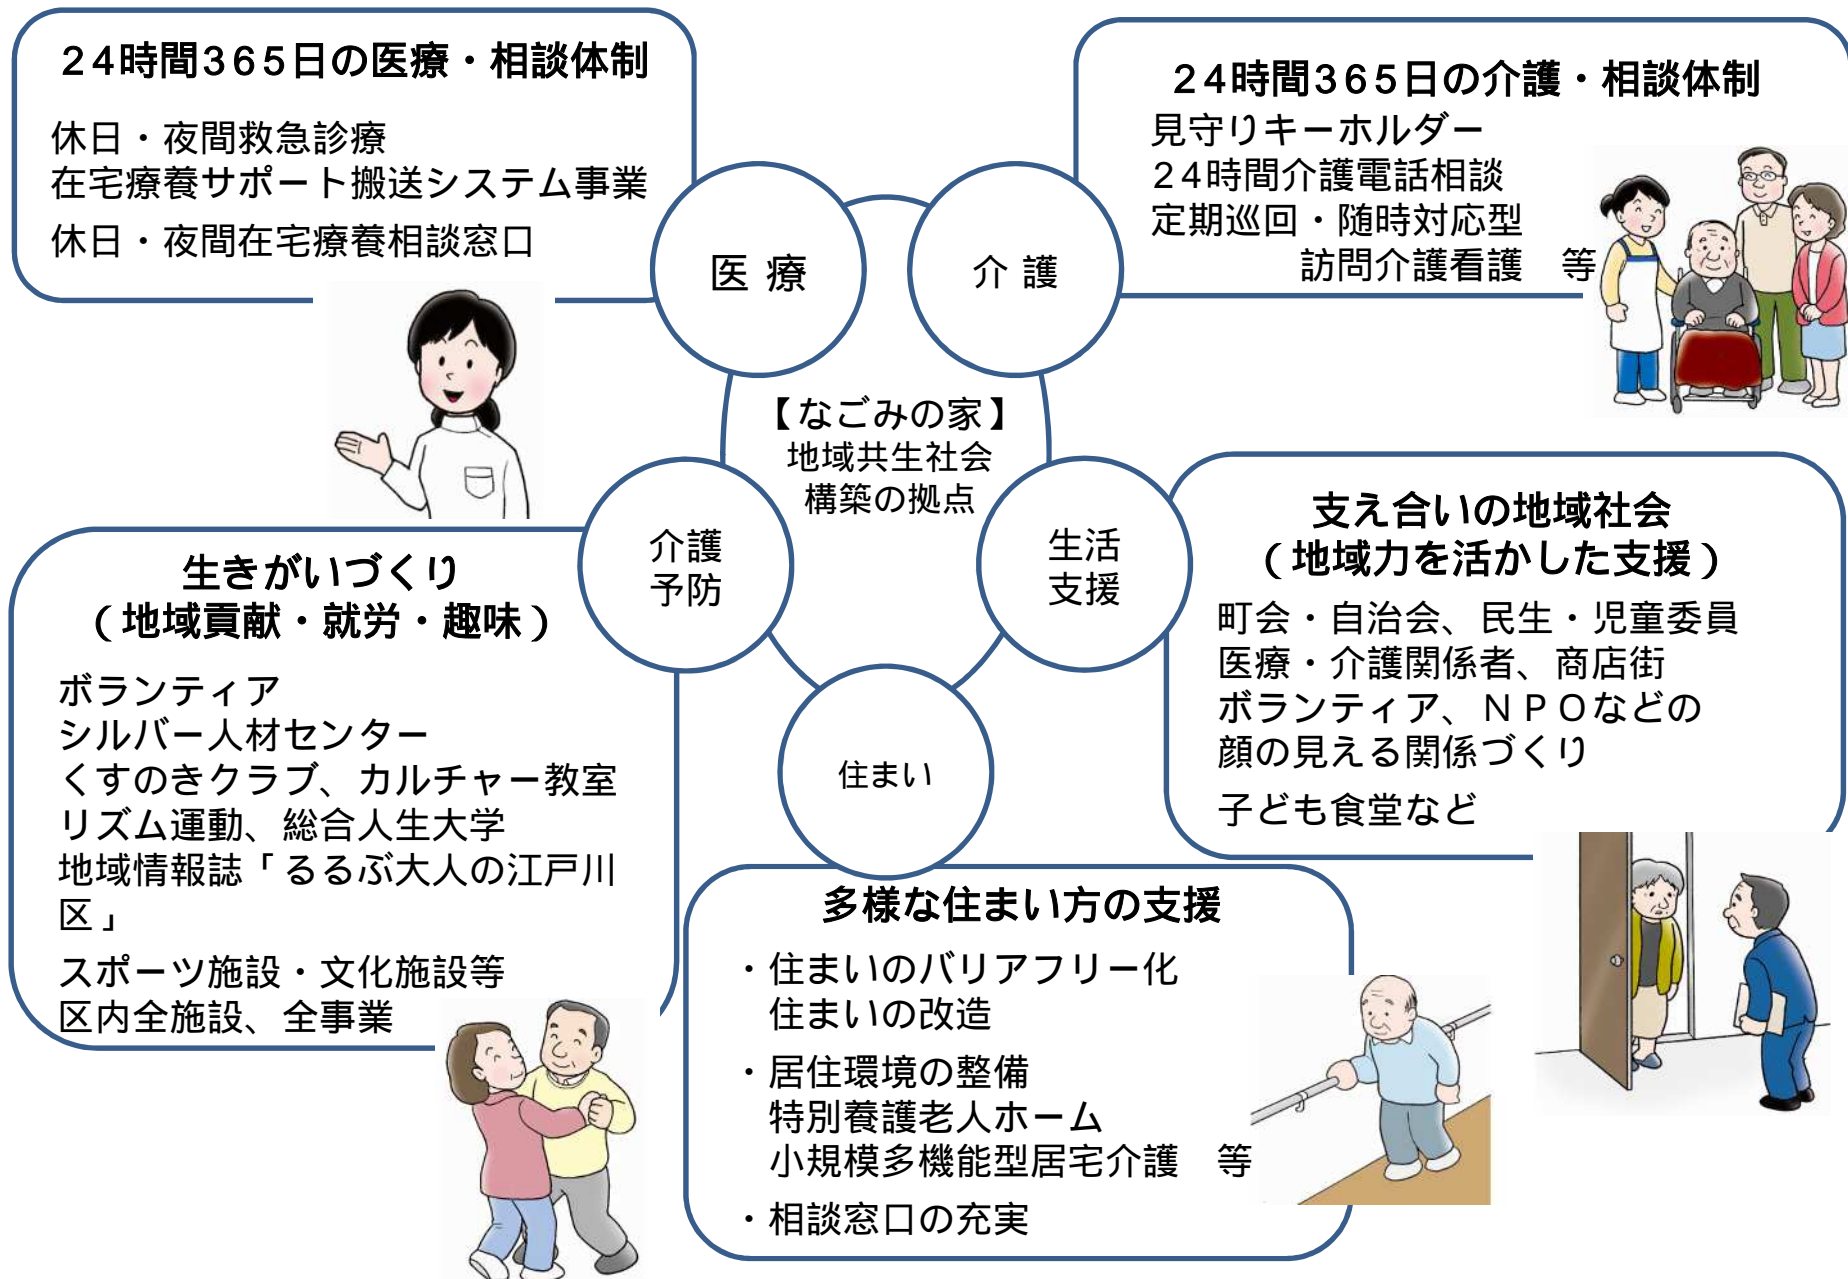 24時間365日の医療・相談体制
休日・夜間救急診療
在宅療養サポート搬送システム事業
休日・夜間在宅療養相談窓口
24時間365日の介護・相談体制
見守りキーホルダー
24時間介護電話相談
定期巡回・随時対応型
訪問介護看護　等
医 療
介 護
【なごみの家】
地域共生社会
構築の拠点
介護
予防
生活
支援
住まい
生きがいづくり
（地域貢献・就労・趣味）
ボランティア
シルバー人材センター
くすのきクラブ、カルチャー教室
リズム運動、総合人生大学
地域情報誌「るるぶ大人の江戸川
区」
スポーツ施設・文化施設等
区内全施設、全事業
支え合いの地域社会
（地域力を活かした支援）
町会・自治会、民生・児童委員
医療・介護関係者、商店街
ボランティア、ＮＰＯなどの
顔の見える関係づくり
子ども食堂など
多様な住まい方の支援
・住まいのバリアフリー化
住まいの改造
・居住環境の整備
特別養護老人ホーム
小規模多機能型居宅介護　等
・相談窓口の充実